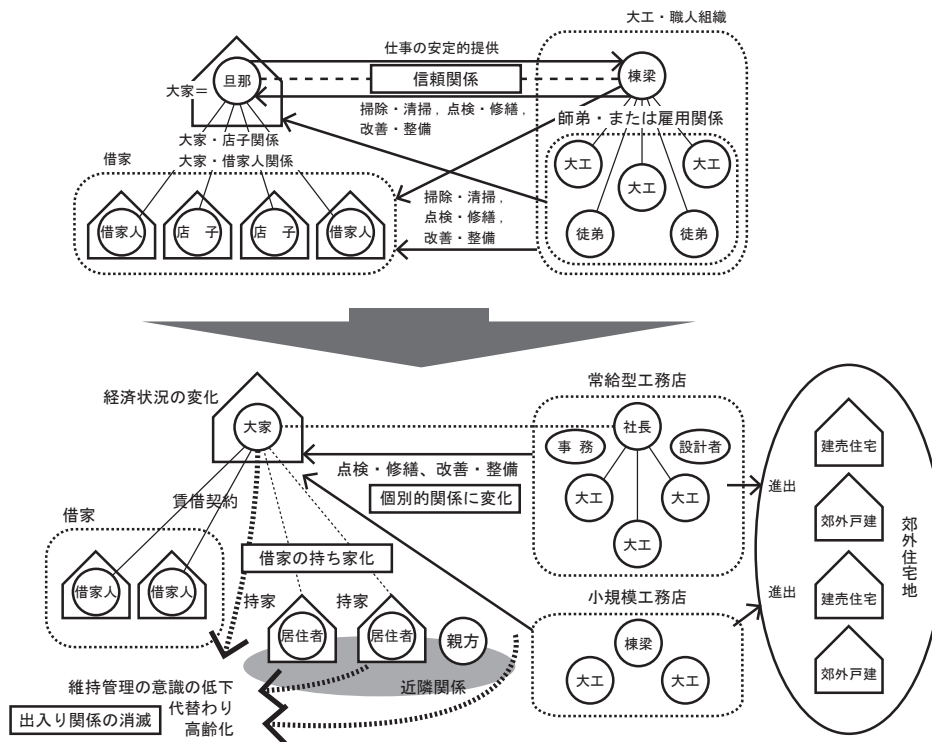 大工・職人組織
仕事の安定的提供
旦那
信頼関係
棟梁
大家＝
掃除・清掃，点検・修繕，
改善・整備
師弟・または雇用関係
大家・店子関係
大家・借家人関係
借家
大工
大工
大工
掃除・清掃，
点検・修繕，
改善・整備
借家人
店　子
店　子
借家人
徒弟
徒弟
経済状況の変化
常給型工務店
大家
社長
事 務
設計者
建売住宅
点検・修繕、改善・整備
個別的関係に変化
大工
大工
進出
賃借契約
借家
大工
郊外戸建
郊外住宅地
借家の持ち家化
借家人
借家人
持家
持家
小規模工務店
進出
建売住宅
居住者
居住者
親方
棟梁
大工
大工
郊外戸建
近隣関係
維持管理の意識の低下
代替わり
出入り関係の消滅
高齢化